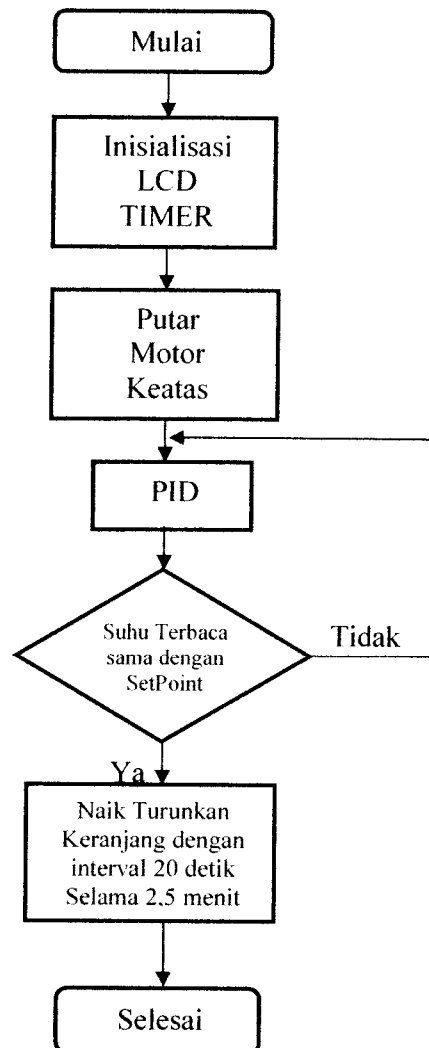 Mulai
Inisialisasi
LCD
TIMER
Putar
Motor
Keatas
PID
Suhu Terbaca
sama dengan
SetPoint
Tidak
Ya
Naik Turunkan
Keranjang dengan
interval 20 detik
Selama 2,5 menit
Selesai